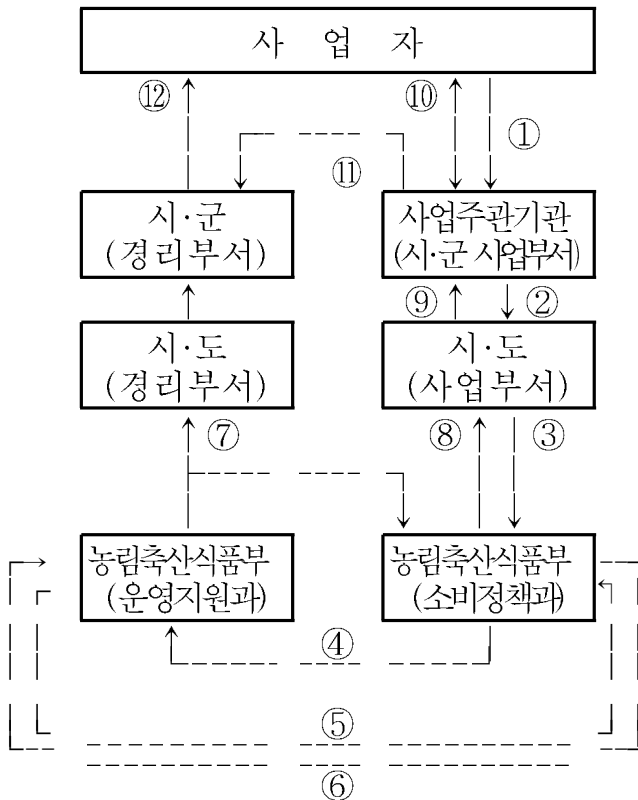 사 업 자
⑫ ⑩ ①
⑪
시·군
(경리부서)
사업주관기관
(시·군 사업부서)
⑨ ②
시·도
(경리부서)
시·도
(사업부서)
⑦ ⑧ ③
농림축산식품부
(운영지원과)
농림축산식품부
(소비정책과)
④
⑤
⑥